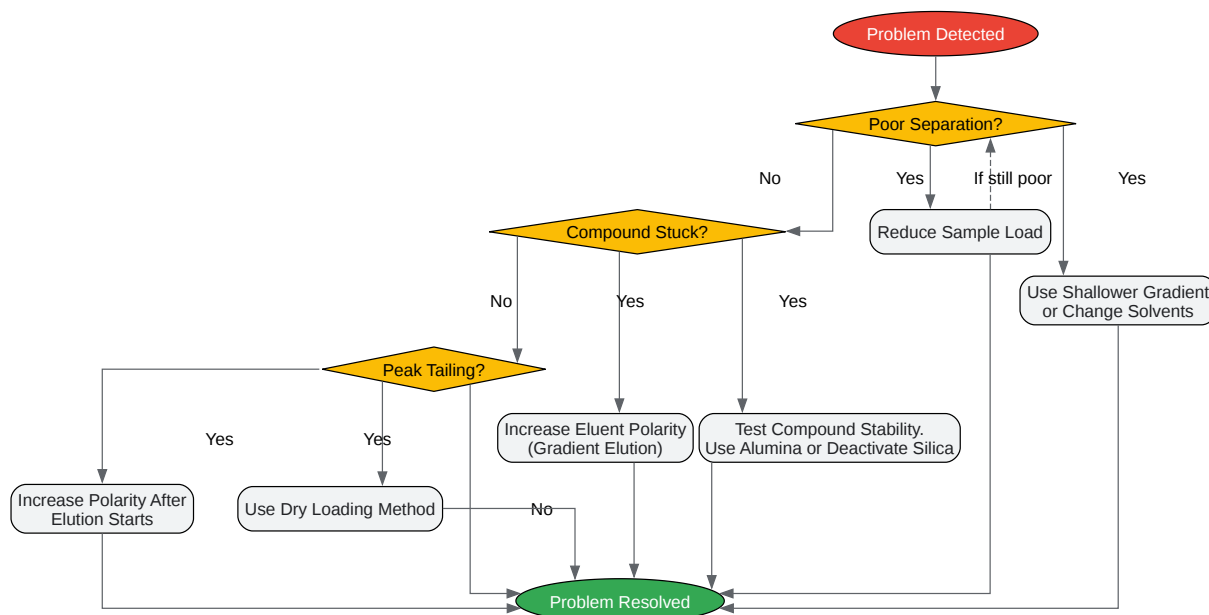 Problem Detected
Poor Separation?
No
Yes
If still poor
Yes
Compound Stuck?
Reduce Sample Load
No
Yes
Yes
Use Shallower Gradient
or Change Solvents
Peak Tailing?
Yes
Yes
Increase Eluent Polarity
(Gradient Elution)
Test Compound Stability.
Use Alumina or Deactivate Silica
Increase Polarity After
Elution Starts
Use Dry Loading Method
No
Problem Resolved